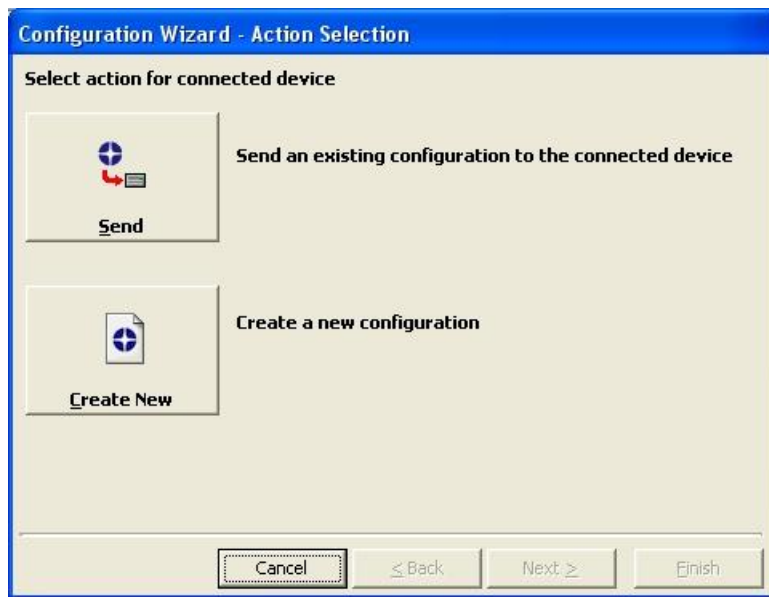 Configuration Wizard - Action Selection
Select action for connected device
Send an existing configuration to the connected device
Send
Create a new configuration
Create New
Cancel
< Back
Next >
Finish